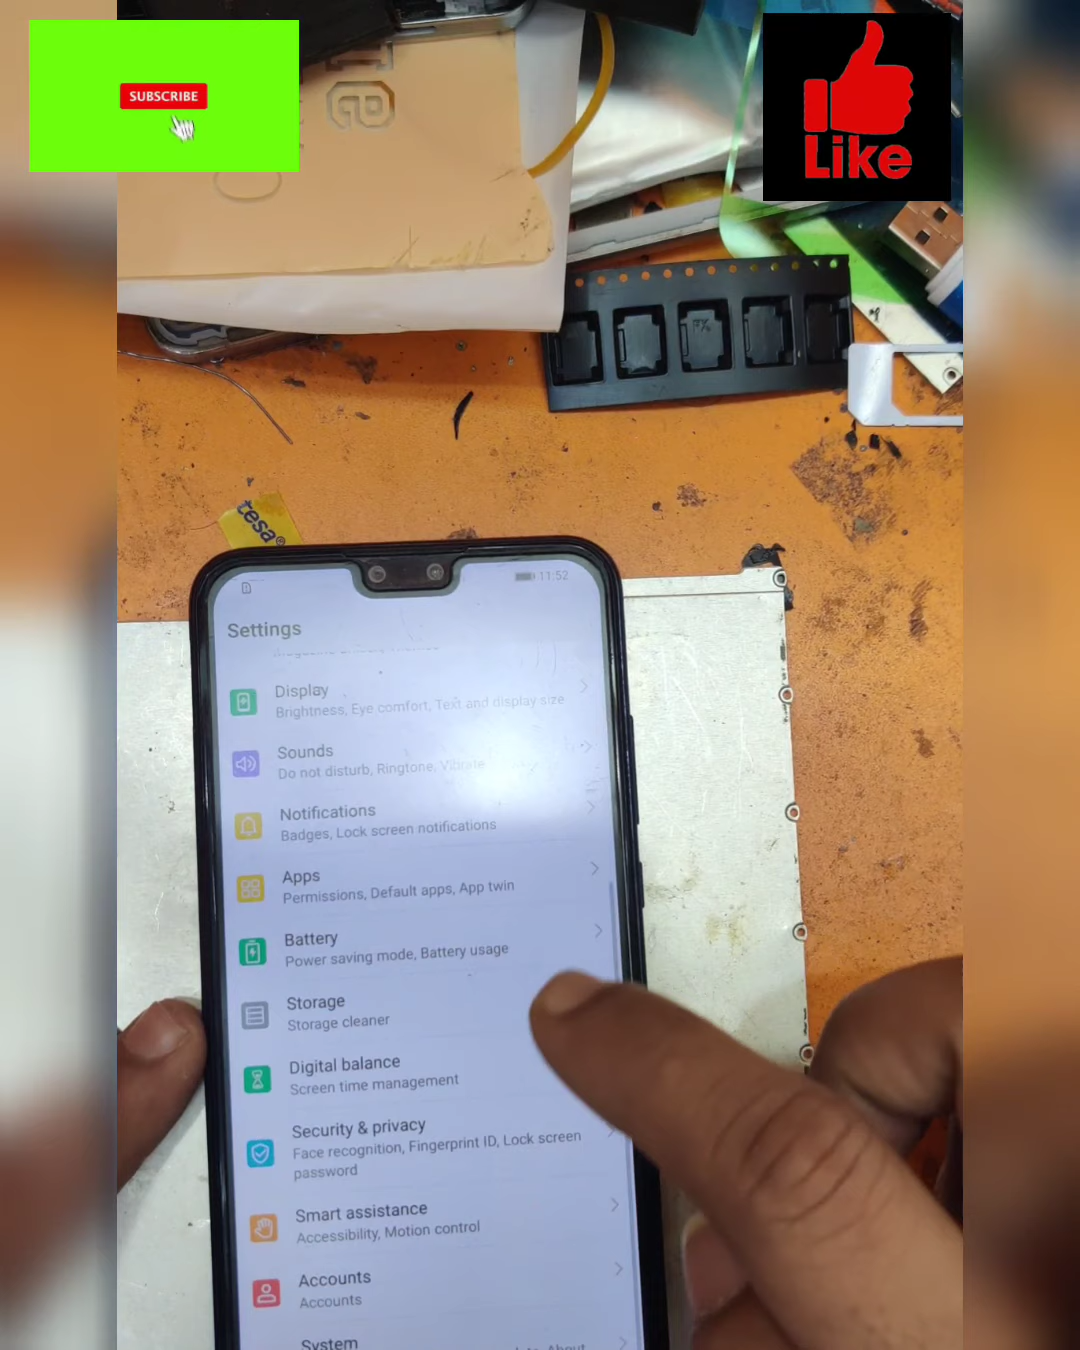 SUBSCRIBE
Like
tesa®
11:52
Settings
Display
Brightness, Eye comfort, Text and display size
Sounds
Do not disturb, Ringtone, Vibrate
Notifications
Badges, Lock screen notifications
Apps
Permissions, Default apps, App twin
Battery
Power saving mode, Battery usage
Storage
Storage cleaner
Digital balance
Screen time management
Security & privacy
Face recognition, Fingerprint ID, Lock screen
password
Smart assistance
Accessibility, Motion control
Accounts
Accounts
System
About